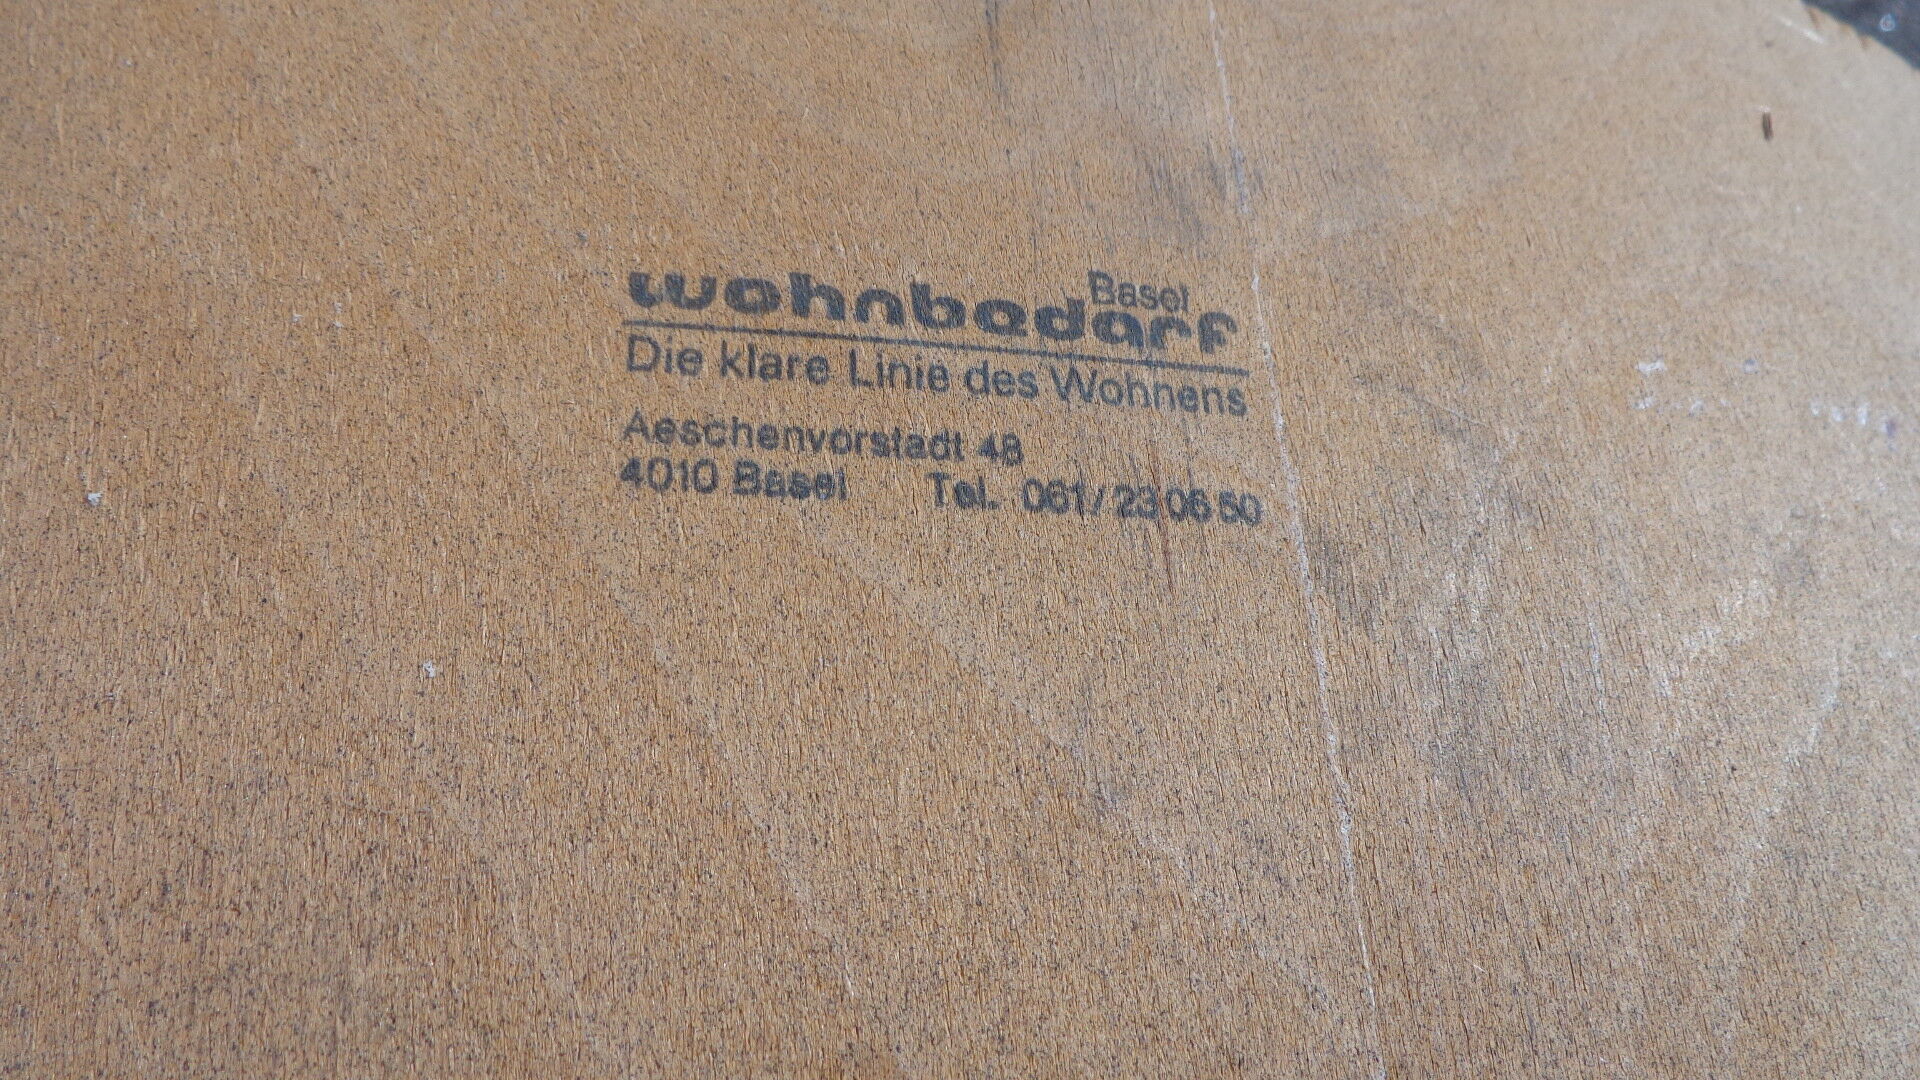 wohnbedarf Basel
Die klare Linie des Wohnens
Aeschenvorstadt 48
4010 Basel Tel. 061/23 06 50